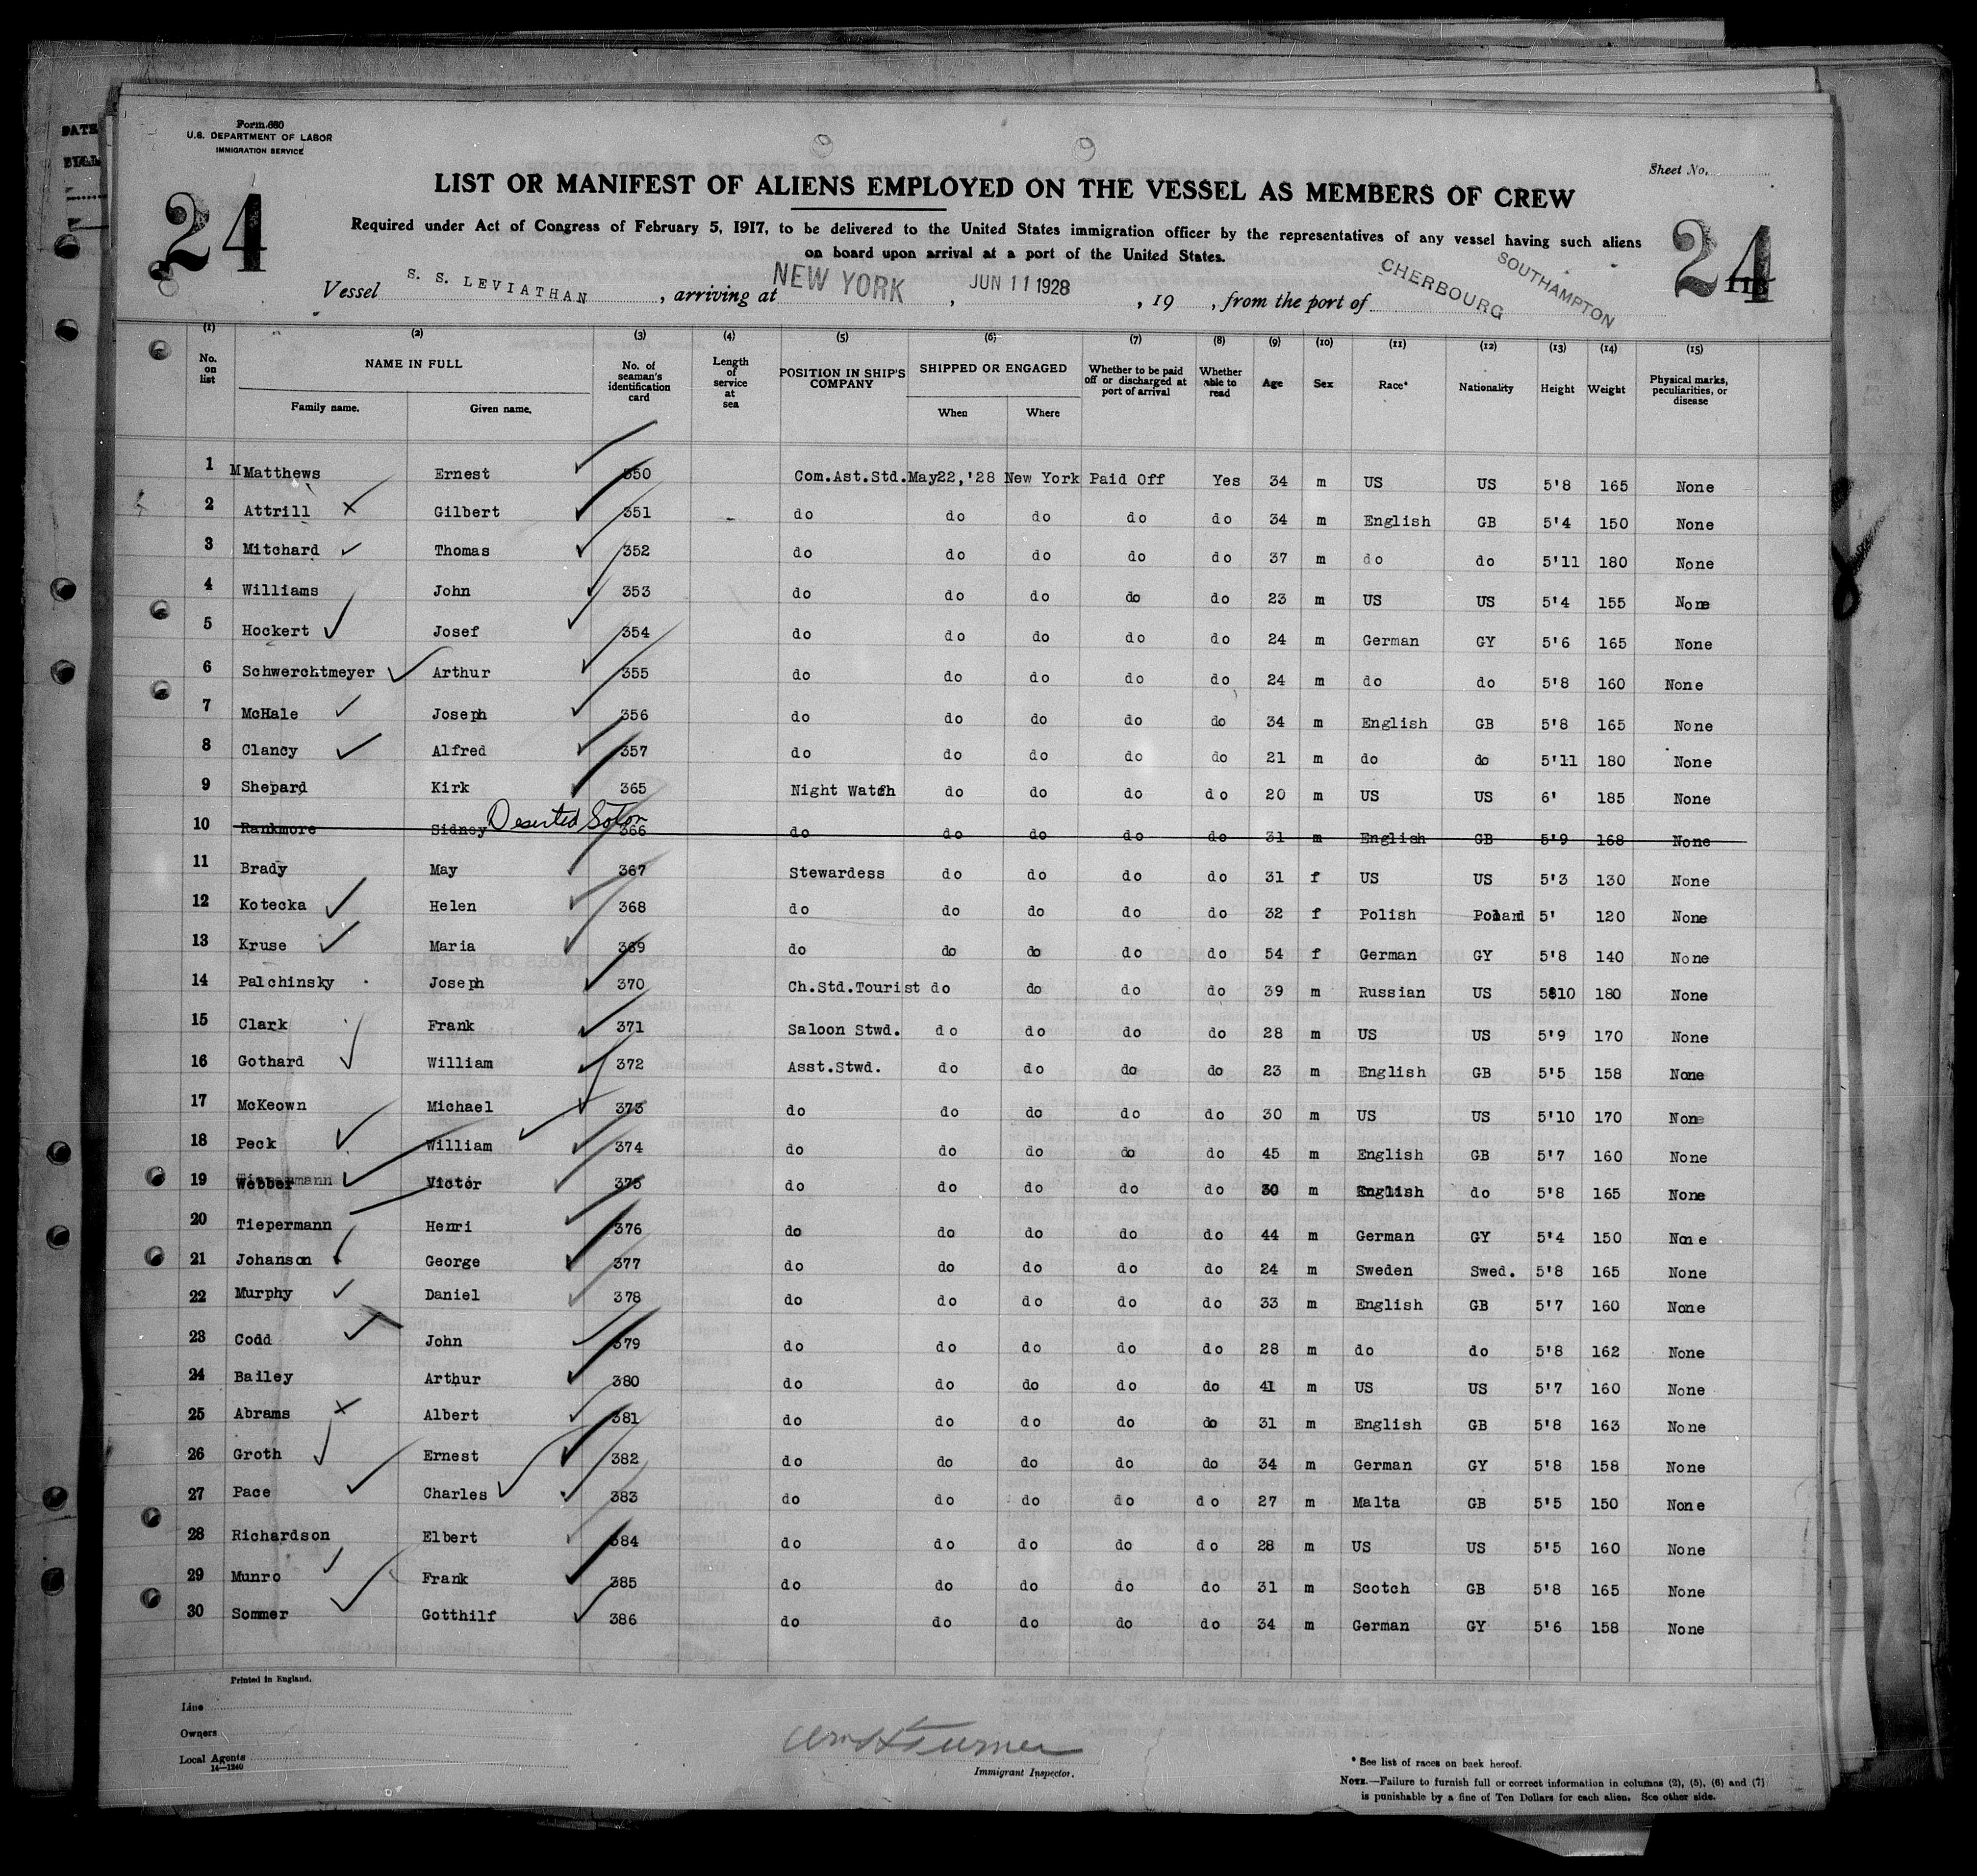 Form 680
U.S. DEPARTMENT OF LABOR
IMMIGRATION SERVICE
Sheet No.
24
24
LIST OR MANIFEST OF ALIENS EMPLOYED ON THE VESSEL AS MEMBERS OF CREW
Required under Act of Congress of February 5, 1917, to be delivered to the United States immigration officer by the representatives of any vessel having such aliens
on board upon arrival at a port of the United States.
Vessel S. S. LEVIATHAN, arriving at NEW YORK, JUN 11 1928, 19 , from the port of CHERBOURG SOUTHAMPTON
(1) (2) (3) (4) (5) (6) (7) (8) (9) (10) (11) (12) (13) (14) (15)
No. on list NAME IN FULL Family name. Given name. No. of seaman's identification card Length of service at sea POSITION IN SHIP'S COMPANY SHIPPED OR ENGAGED When Where Whether to be paid off or discharged at port of arrival Whether able to read Age Sex Race* Nationality Height Weight Physical marks, peculiarities, or disease
1 MMatthews Ernest 350 Com.Ast.Std. May22,'28 New York Paid Off Yes 34 m US US 5'8 165 None
2 Attrill Gilbert 351 do do do do do 34 m English GB 5'4 150 None
3 Mitchard Thomas 352 do do do do do 37 m do do 5'11 180 None
4 Williams John 353 do do do do do 23 m US US 5'4 155 None
5 Hockert Josef 354 do do do do do 24 m German GY 5'6 165 None
6 Schwerchtmeyer Arthur 355 do do do do do 24 m do do 5'8 160 None
7 McHale Joseph 356 do do do do do 34 m English GB 5'8 165 None
8 Clancy Alfred 357 do do do do do 21 m do do 5'11 180 None
9 Shepard Kirk 365 Night Watch do do do do 20 m US US 6' 185 None
Deserted Soton
10 Rankmore Sidney 366 do do do do do 31 m English GB 5'9 168 None
11 Brady May 367 Stewardess do do do do 31 f US US 5'3 130 None
12 Kotecka Helen 368 do do do do do 32 f Polish Poland 5' 120 None
13 Kruse Maria 369 do do do do do 54 f German GY 5'8 140 None
14 Palchinsky Joseph 370 Ch.Std.Tourist do do do do 39 m Russian US 5'10 180 None
15 Clark Frank 371 Saloon Stwd. do do do do 28 m US US 5'9 170 None
16 Gothard William 372 Asst.Stwd. do do do do 23 m English GB 5'5 158 None
17 McKeown Michael 373 do do do do do 30 m US US 5'10 170 None
18 Peck William 374 do do do do do 45 m English GB 5'7 160 None
19 Webber Victor 375 do do do do do 30 m English do 5'8 165 None
20 Tiepermann Henri 376 do do do do do 44 m German GY 5'4 150 None
21 Johanson George 377 do do do do do 24 m Sweden Swed. 5'8 165 None
22 Murphy Daniel 378 do do do do do 33 m English GB 5'7 160 None
23 Codd John 379 do do do do do 28 m do do 5'8 162 None
24 Bailey Arthur 380 do do do do do 41 m US US 5'7 160 None
25 Abrams Albert 381 do do do do do 31 m English GB 5'8 163 None
26 Groth Ernest 382 do do do do do 34 m German GY 5'8 158 None
27 Pace Charles 383 do do do do do 27 m Malta GB 5'5 150 None
28 Richardson Elbert 384 do do do do do 28 m US US 5'5 160 None
29 Munro Frank 385 do do do do do 31 m Scotch GB 5'8 165 None
30 Sommer Gotthilf 386 do do do do do 34 m German GY 5'6 158 None
Printed in England.
Line
Owners
Local Agents
14—1240
Turner
Immigrant Inspector.
* See list of races on back hereof.
NOTE.—Failure to furnish full or correct information in columns (2), (5), (6) and (7)
is punishable by a fine of Ten Dollars for each alien. See other side.